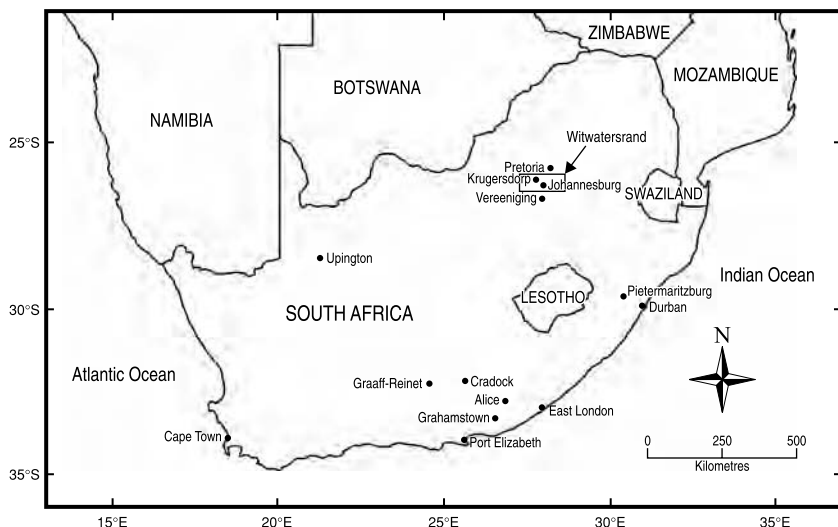 ZIMBABWE
MOZAMBIQUE
BOTSWANA
NAMIBIA
25°S
Witwatersrand
Pretoria
Krugersdorp
Johannesburg
SWAZILAND
Vereeniging
Upington
Indian Ocean
Pietermaritzburg
LESOTHO
Durban
30°S
SOUTH AFRICA
N
Atlantic Ocean
Graaff-Reinet
Cradock
Alice
East London
Grahamstown
Cape Town
Port Elizabeth
0 250 500
Kilometres
35°S
15°E 20°E 25°E 30°E 35°E